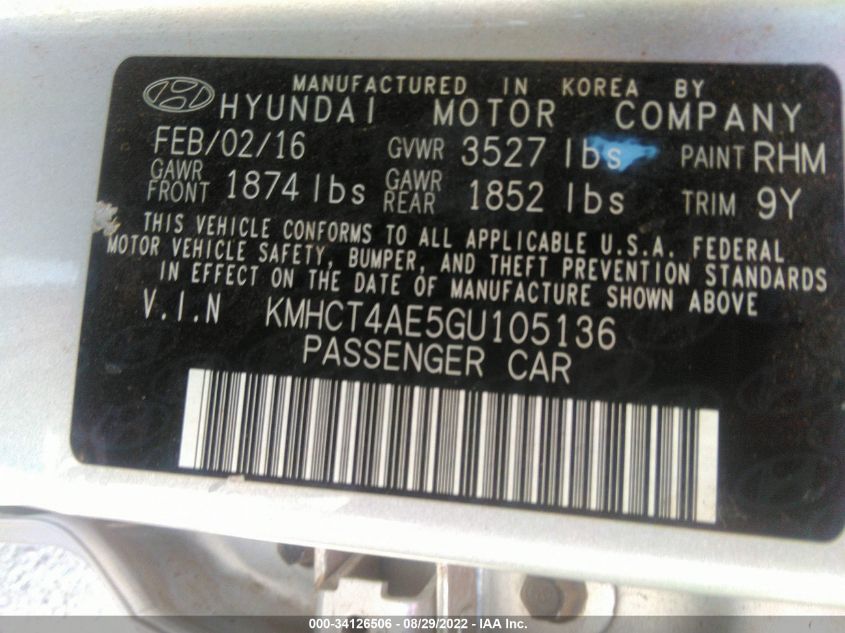 MANUFACTURED IN KOREA BY
HYUNDAI MOTOR COMPANY
FEB/02/16 GVWR 3527 lbs PAINT RHM
GAWR FRONT 1874 lbs GAWR REAR 1852 lbs TRIM 9Y
THIS VEHICLE CONFORMS TO ALL APPLICABLE U.S.A. FEDERAL
MOTOR VEHICLE SAFETY, BUMPER, AND THEFT PREVENTION STANDARDS
IN EFFECT ON THE DATE OF MANUFACTURE SHOWN ABOVE
V.I.N KMHCT4AE5GU105136
PASSENGER CAR
000-34126506 - 08/29/2022 - IAA Inc.